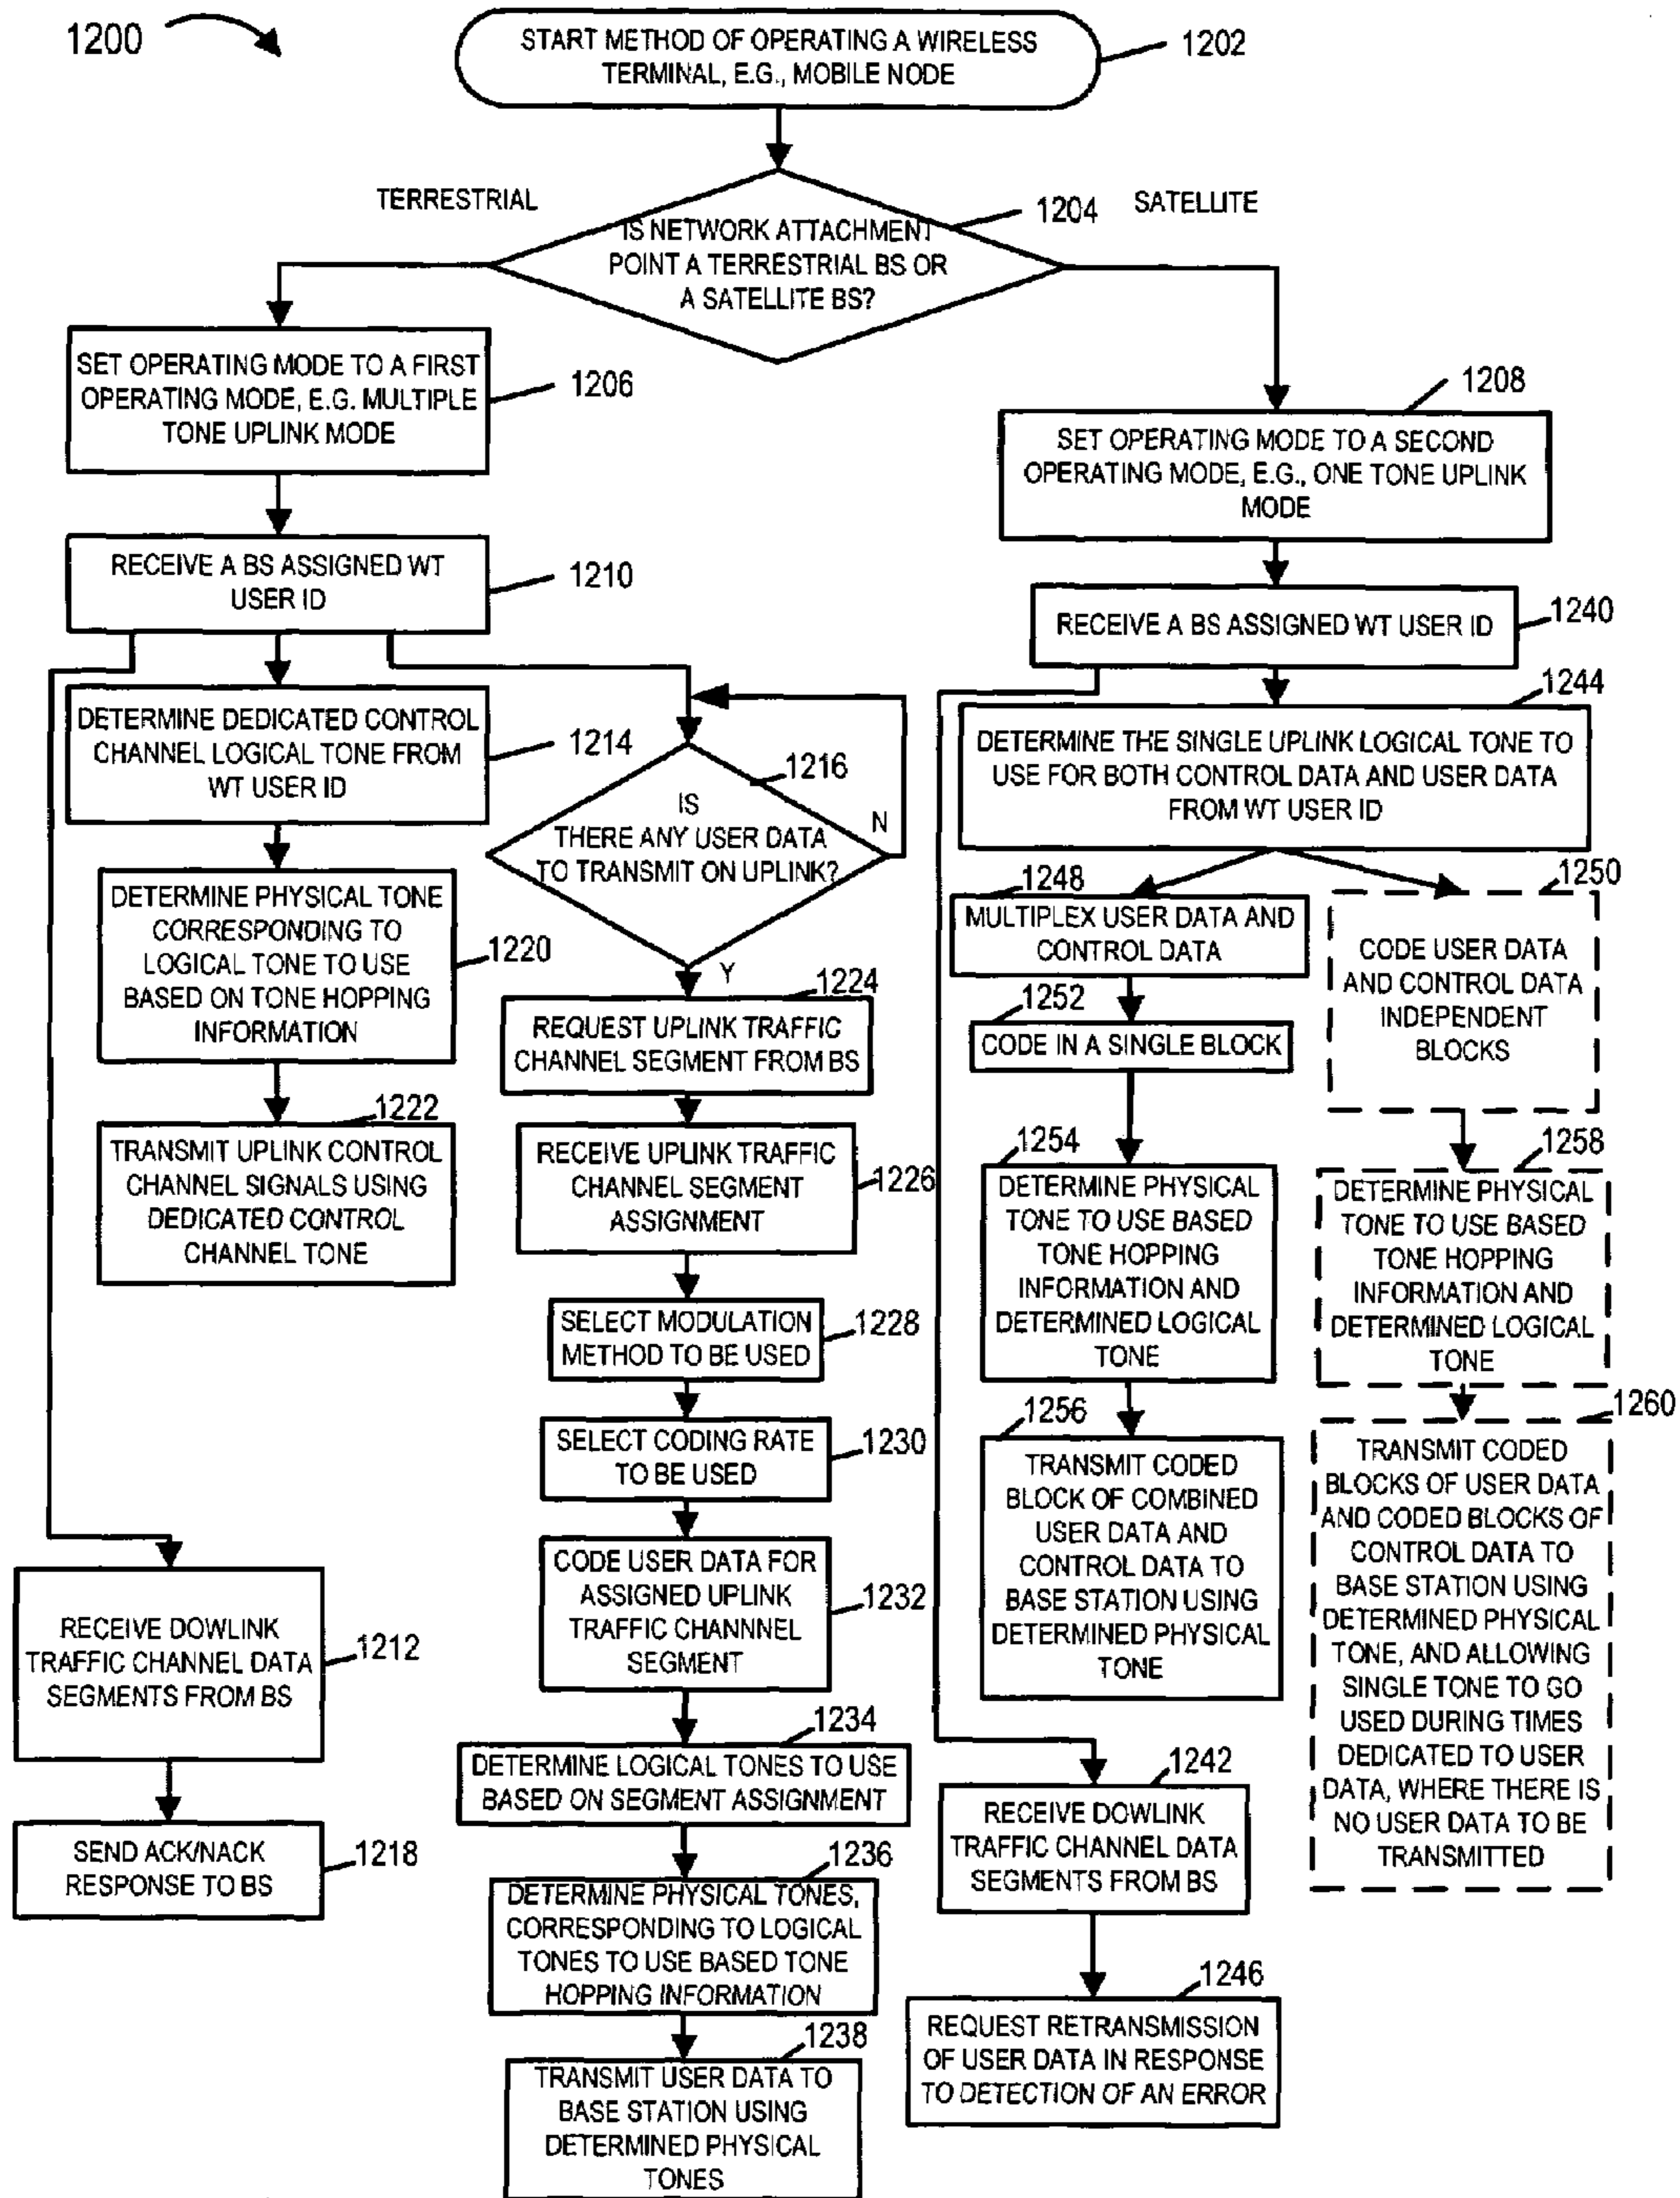 1200
START METHOD OF OPERATING A WIRELESS
TERMINAL, E.G., MOBILE NODE
1202
TERRESTRIAL
SATELLITE
1204
IS NETWORK ATTACHMENT
POINT A TERRESTRIAL BS OR
A SATELLITE BS?
SET OPERATING MODE TO A FIRST
OPERATING MODE, E.G. MULTIPLE
TONE UPLINK MODE
1206
1208
SET OPERATING MODE TO A SECOND
OPERATING MODE, E.G., ONE TONE UPLINK
MODE
RECEIVE A BS ASSIGNED WT
USER ID
1210
RECEIVE A BS ASSIGNED WT USER ID
1240
DETERMINE DEDICATED CONTROL
CHANNEL LOGICAL TONE FROM
WT USER ID
1214
1216
IS
THERE ANY USER DATA
TO TRANSMIT ON UPLINK?
N
Y
1244
DETERMINE THE SINGLE UPLINK LOGICAL TONE TO
USE FOR BOTH CONTROL DATA AND USER DATA
FROM WT USER ID
DETERMINE PHYSICAL TONE
CORRESPONDING TO
LOGICAL TONE TO USE
BASED ON TONE HOPPING
INFORMATION
1220
1222
TRANSMIT UPLINK CONTROL
CHANNEL SIGNALS USING
DEDICATED CONTROL
CHANNEL TONE
1224
REQUEST UPLINK TRAFFIC
CHANNEL SEGMENT FROM BS
RECEIVE UPLINK TRAFFIC
CHANNEL SEGMENT
ASSIGNMENT
1226
SELECT MODULATION
METHOD TO BE USED
1228
SELECT CODING RATE
TO BE USED
1230
CODE USER DATA FOR
ASSIGNED UPLINK
TRAFFIC CHANNNEL
SEGMENT
1232
1234
DETERMINE LOGICAL TONES TO USE
BASED ON SEGMENT ASSIGNMENT
1236
DETERMINE PHYSICAL TONES,
CORRESPONDING TO LOGICAL
TONES TO USE BASED TONE
HOPPING INFORMATION
1238
TRANSMIT USER DATA TO
BASE STATION USING
DETERMINED PHYSICAL
TONES
RECEIVE DOWLINK
TRAFFIC CHANNEL DATA
SEGMENTS FROM BS
1212
SEND ACK/NACK
RESPONSE TO BS
1218
1248
MULTIPLEX USER DATA AND
CONTROL DATA
1252
CODE IN A SINGLE BLOCK
1254
DETERMINE PHYSICAL
TONE TO USE BASED
TONE HOPPING
INFORMATION AND
DETERMINED LOGICAL
TONE
1256
TRANSMIT CODED
BLOCK OF COMBINED
USER DATA AND
CONTROL DATA TO
BASE STATION USING
DETERMINED PHYSICAL
TONE
1250
CODE USER DATA
AND CONTROL DATA
INDEPENDENT
BLOCKS
1258
DETERMINE PHYSICAL
TONE TO USE BASED
TONE HOPPING
INFORMATION AND
DETERMINED LOGICAL
TONE
1260
TRANSMIT CODED
BLOCKS OF USER DATA
AND CODED BLOCKS OF
CONTROL DATA TO
BASE STATION USING
DETERMINED PHYSICAL
TONE, AND ALLOWING
SINGLE TONE TO GO
USED DURING TIMES
DEDICATED TO USER
DATA, WHERE THERE IS
NO USER DATA TO BE
TRANSMITTED
1242
RECEIVE DOWLINK
TRAFFIC CHANNEL DATA
SEGMENTS FROM BS
1246
REQUEST RETRANSMISSION
OF USER DATA IN RESPONSE
TO DETECTION OF AN ERROR